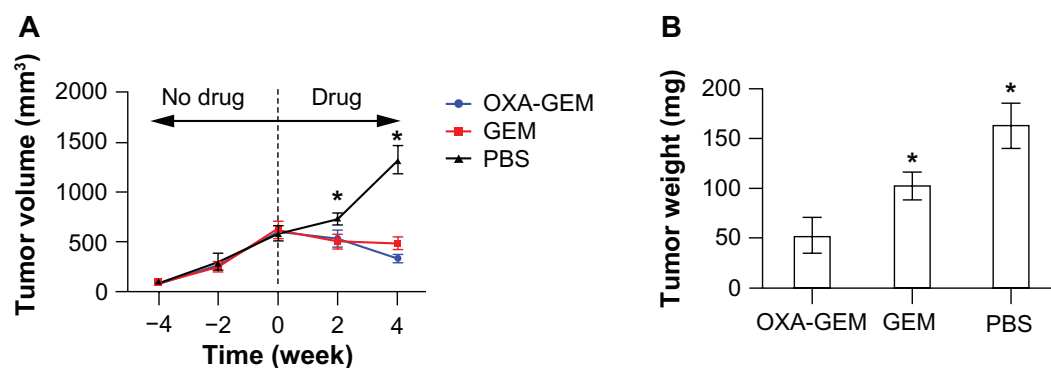 A
Tumor volume (mm³)
2000
1500
1000
500
0
No drug
Drug
*
*
−4
−2
0
2
4
Time (week)
OXA-GEM
GEM
PBS
B
Tumor weight (mg)
200
150
100
50
0
*
*
OXA-GEM
GEM
PBS